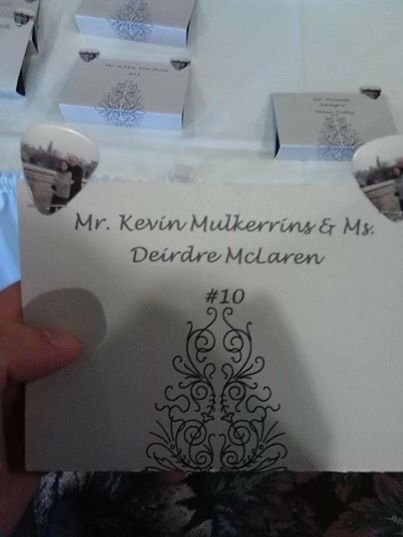 Mr. Kevin Mulkerrins & Ms.
Deirdre McLaren
#10